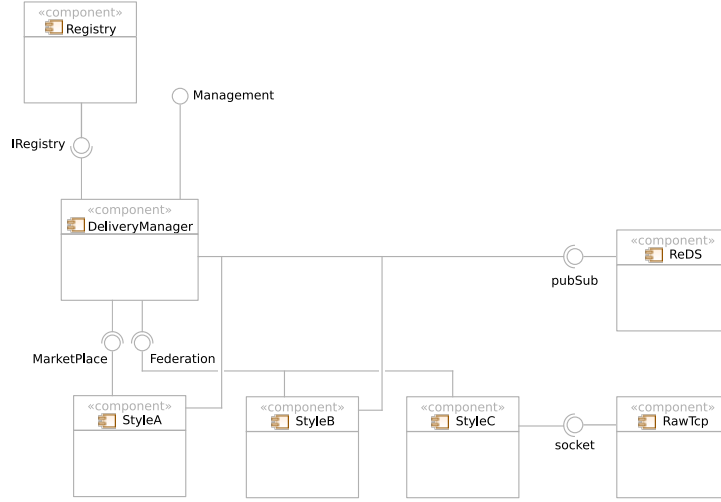 «component»
Registry
Management
IRegistry
«component»
DeliveryManager
«component»
ReDS
pubSub
MarketPlace
Federation
«component»
StyleA
«component»
StyleB
«component»
StyleC
«component»
RawTcp
socket